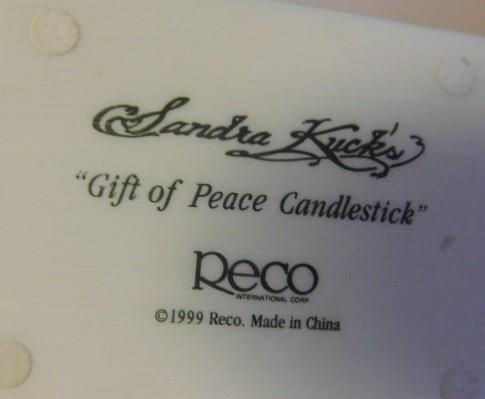 Sandra Kuck's
"Gift of Peace Candlestick"
Reco
INTERNATIONAL CORP
©1999 Reco. Made in China